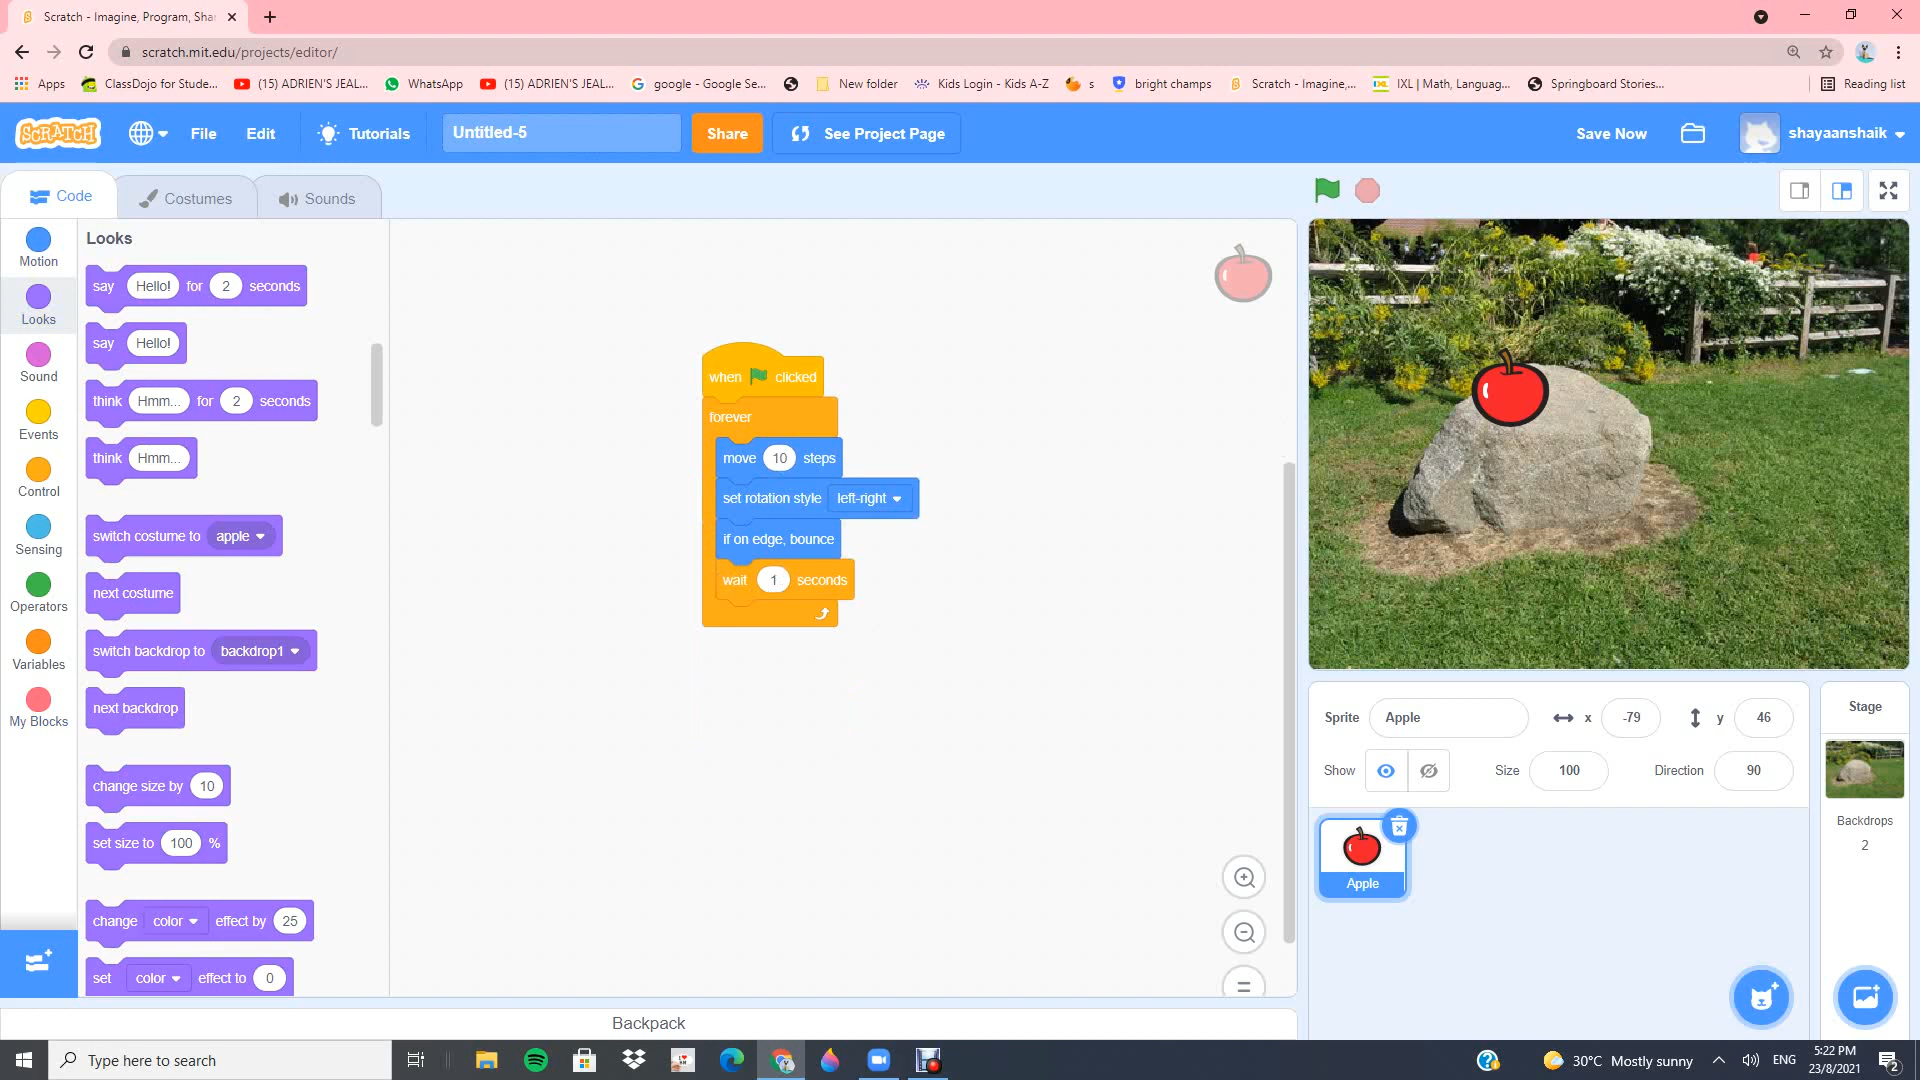 Scratch - Imagine, Program, Sha
scratch.mit.edu/projects/editor/
Apps
ClassDojo for Stude...
(15) ADRIEN'S JEAL...
WhatsApp
(15) ADRIEN'S JEAL...
google - Google Se...
New folder
Kids Login - Kids A-Z
s
bright champs
Scratch - Imagine,...
IXL | Math, Languag...
Springboard Stories...
Reading list
SCRATCH
File
Edit
Tutorials
Untitled-5
Share
See Project Page
Save Now
shayaanshaik
Code
Costumes
Sounds
Motion
Looks
Sound
Events
Control
Sensing
Operators
Variables
My Blocks
Looks
say Hello! for 2 seconds
say Hello!
think Hmm... for 2 seconds
think Hmm...
switch costume to apple
next costume
switch backdrop to backdrop1
next backdrop
change size by 10
set size to 100 %
change color effect by 25
set color effect to 0
when clicked
forever
move 10 steps
set rotation style left-right
if on edge, bounce
wait 1 seconds
Sprite Apple x -79 y 46
Show Size 100 Direction 90
Apple
Stage
Backdrops
2
Backpack
Type here to search
30°C Mostly sunny
ENG
5:22 PM
23/8/2021
2